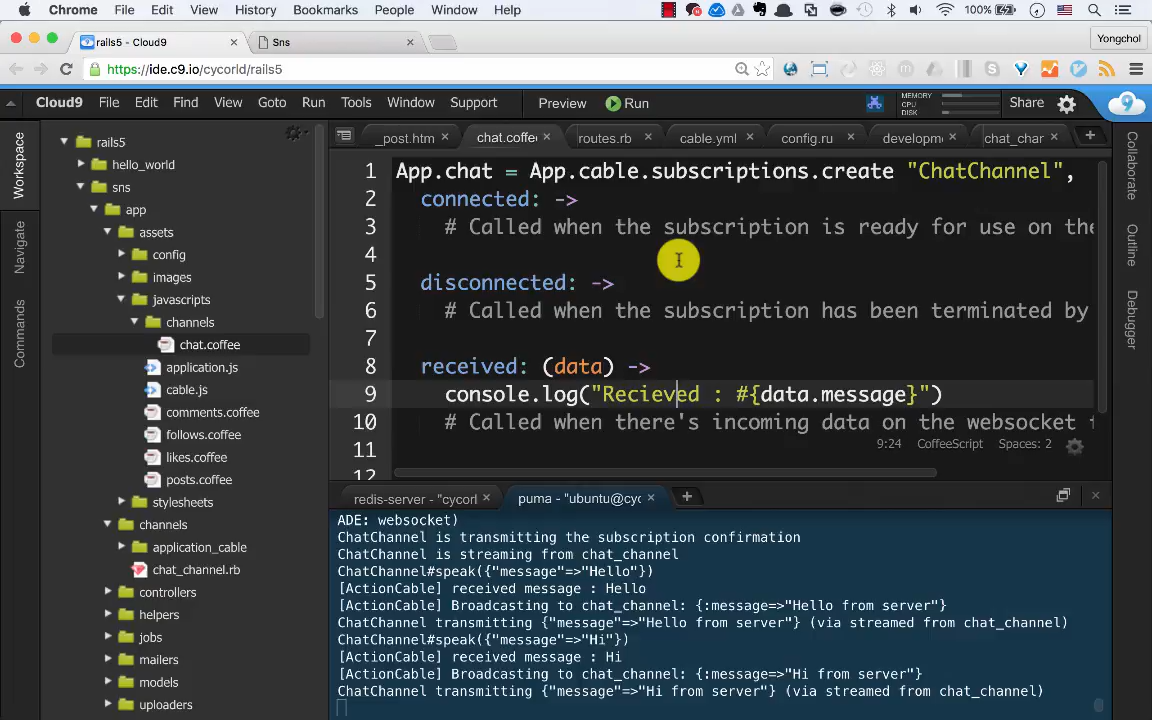 Chrome File Edit View History Bookmarks People Window Help 100%
rails5 - Cloud9 Sns Yongchol
https://ide.c9.io/cycorld/rails5
Cloud9 File Edit Find View Goto Run Tools Window Support Preview Run MEMORY CPU DISK Share
Workspace
Navigate
Commands
rails5
hello_world
sns
app
assets
config
images
javascripts
channels
chat.coffee
application.js
cable.js
comments.coffee
follows.coffee
likes.coffee
posts.coffee
stylesheets
channels
application_cable
chat_channel.rb
controllers
helpers
jobs
mailers
models
uploaders
_post.htm chat.coffe routes.rb cable.yml config.ru developm chat_char
1 App.chat = App.cable.subscriptions.create "ChatChannel",
2 connected: ->
3 # Called when the subscription is ready for use on the
4
5 disconnected: ->
6 # Called when the subscription has been terminated by
7
8 received: (data) ->
9 console.log("Recieved : #{data.message}")
10 # Called when there's incoming data on the websocket
11
12
9:24 CoffeeScript Spaces: 2
Collaborate
Outline
Debugger
redis-server - "cycorl puma - "ubuntu@cyc
ADE: websocket)
ChatChannel is transmitting the subscription confirmation
ChatChannel is streaming from chat_channel
ChatChannel#speak({"message"=>"Hello"})
[ActionCable] received message : Hello
[ActionCable] Broadcasting to chat_channel: {:message=>"Hello from server"}
ChatChannel transmitting {"message"=>"Hello from server"} (via streamed from chat_channel)
ChatChannel#speak({"message"=>"Hi"})
[ActionCable] received message : Hi
[ActionCable] Broadcasting to chat_channel: {:message=>"Hi from server"}
ChatChannel transmitting {"message"=>"Hi from server"} (via streamed from chat_channel)